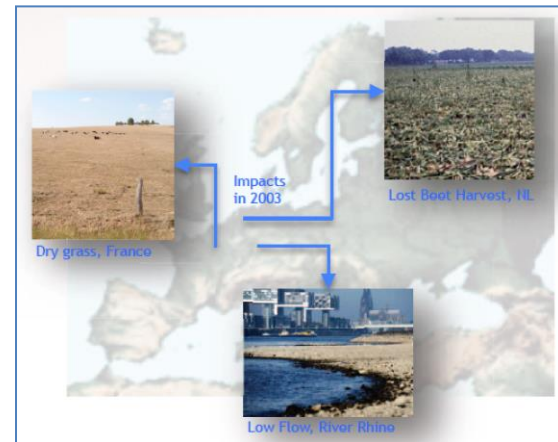 Impacts
in 2003
Lost Beet Harvest, NL
Dry grass, France
Low Flow, River Rhine